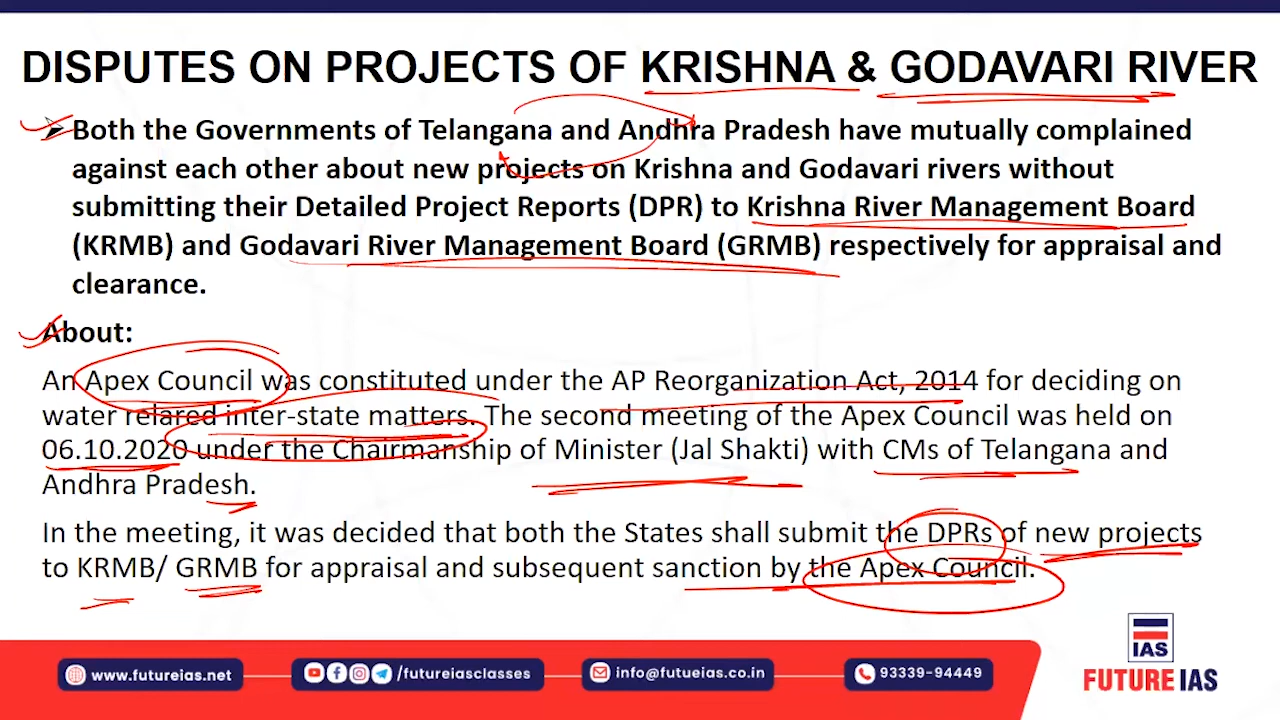 DISPUTES ON PROJECTS OF KRISHNA & GODAVARI RIVER
➢ Both the Governments of Telangana and Andhra Pradesh have mutually complained
against each other about new projects on Krishna and Godavari rivers without
submitting their Detailed Project Reports (DPR) to Krishna River Management Board
(KRMB) and Godavari River Management Board (GRMB) respectively for appraisal and
clearance.
About:
An Apex Council was constituted under the AP Reorganization Act, 2014 for deciding on
water relared inter-state matters. The second meeting of the Apex Council was held on
06.10.2020 under the Chairmanship of Minister (Jal Shakti) with CMs of Telangana and
Andhra Pradesh.
In the meeting, it was decided that both the States shall submit the DPRs of new projects
to KRMB/ GRMB for appraisal and subsequent sanction by the Apex Council.
www.futureias.net
/futureiasclasses
info@futueias.co.in
93339-94449
IAS
FUTURE IAS